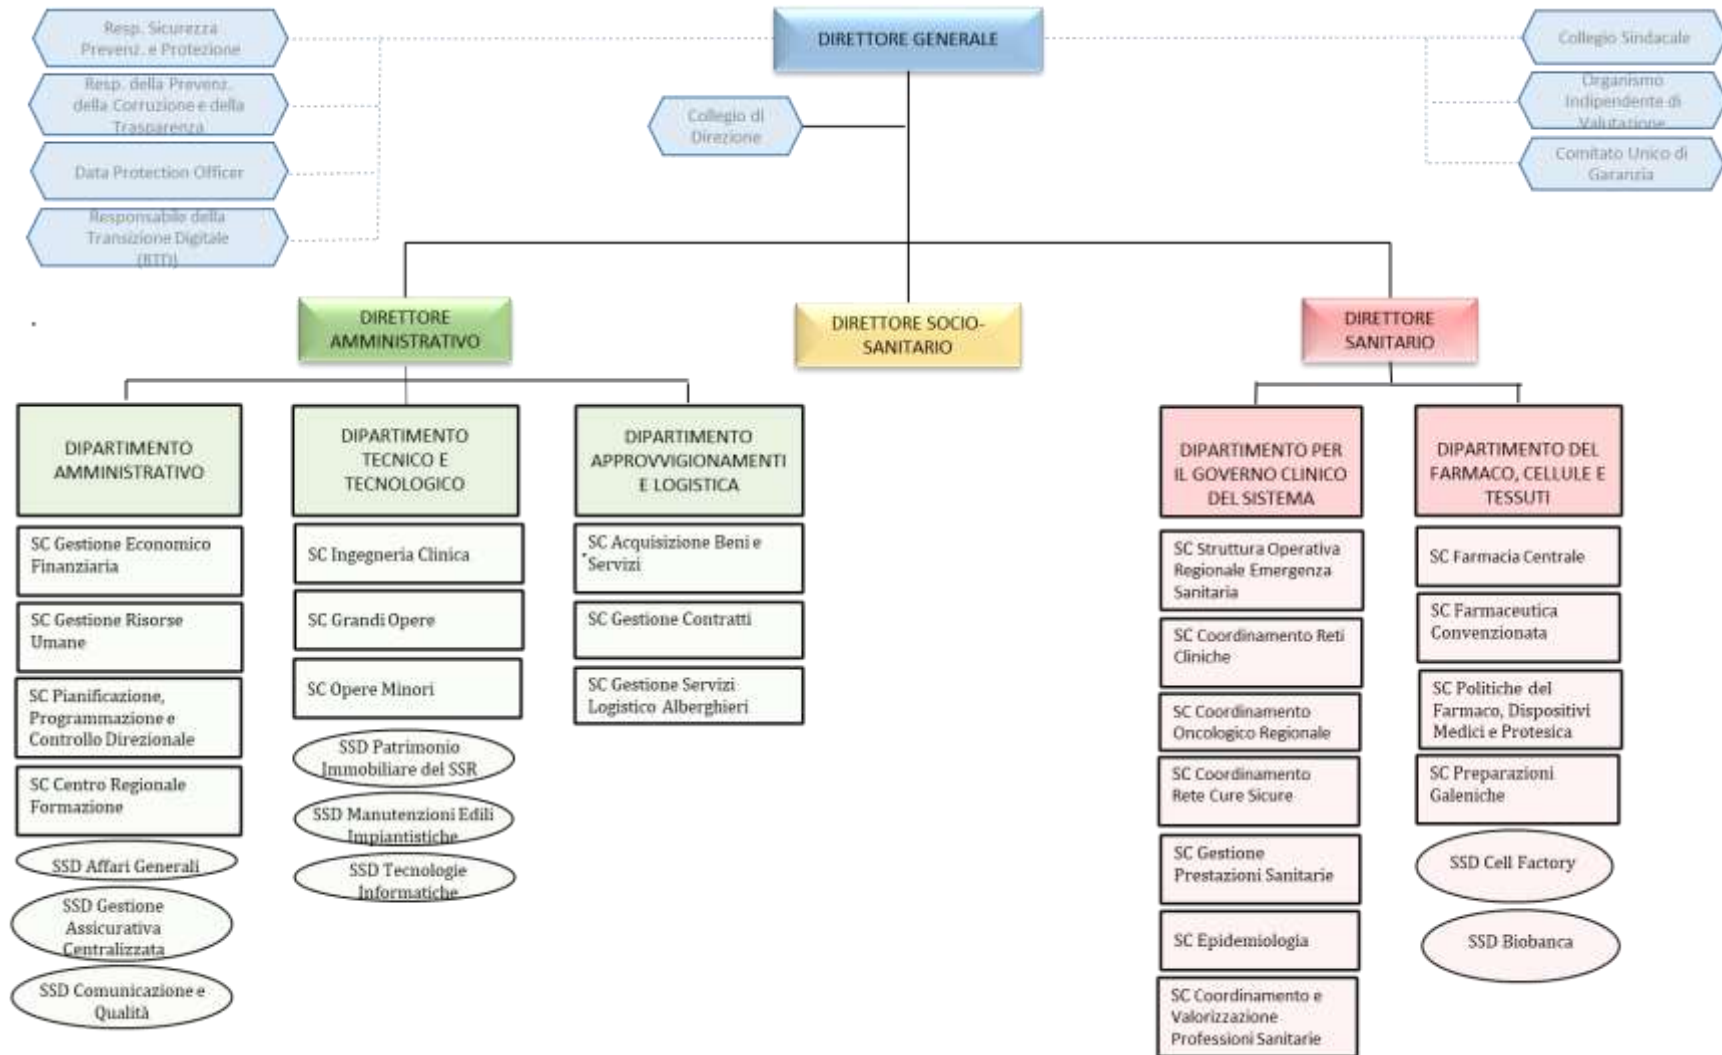 Resp. Sicurezza
Prevenz. e Protezione
Resp. della Prevenz.
della Corruzione e della
Trasparenza
Data Protection Officer
Responsabile della
Transizione Digitale
(RTD)
DIRETTORE GENERALE
Collegio di
Direzione
Collegio Sindacale
Organismo
Indipendente di
Valutazione
Comitato Unico di
Garanzia
DIRETTORE
AMMINISTRATIVO
DIRETTORE SOCIO-
SANITARIO
DIRETTORE
SANITARIO
DIPARTIMENTO
AMMINISTRATIVO
SC Gestione Economico
Finanziaria
SC Gestione Risorse
Umane
SC Pianificazione,
Programmazione e
Controllo Direzionale
SC Centro Regionale
Formazione
SSD Affari Generali
SSD Gestione
Assicurativa
Centralizzata
SSD Comunicazione e
Qualità
DIPARTIMENTO
TECNICO E
TECNOLOGICO
SC Ingegneria Clinica
SC Grandi Opere
SC Opere Minori
SSD Patrimonio
Immobiliare del SSR
SSD Manutenzioni Edili
Impiantistiche
SSD Tecnologie
Informatiche
DIPARTIMENTO
APPROVVIGIONAMENTI
E LOGISTICA
SC Acquisizione Beni e
Servizi
SC Gestione Contratti
SC Gestione Servizi
Logistico Alberghieri
DIPARTIMENTO PER
IL GOVERNO CLINICO
DEL SISTEMA
SC Struttura Operativa
Regionale Emergenza
Sanitaria
SC Coordinamento Reti
Cliniche
SC Coordinamento
Oncologico Regionale
SC Coordinamento
Rete Cure Sicure
SC Gestione
Prestazioni Sanitarie
SC Epidemiologia
SC Coordinamento e
Valorizzazione
Professioni Sanitarie
DIPARTIMENTO DEL
FARMACO, CELLULE E
TESSUTI
SC Farmacia Centrale
SC Farmaceutica
Convenzionata
SC Politiche del
Farmaco, Dispositivi
Medici e Protesica
SC Preparazioni
Galeniche
SSD Cell Factory
SSD Biobanca